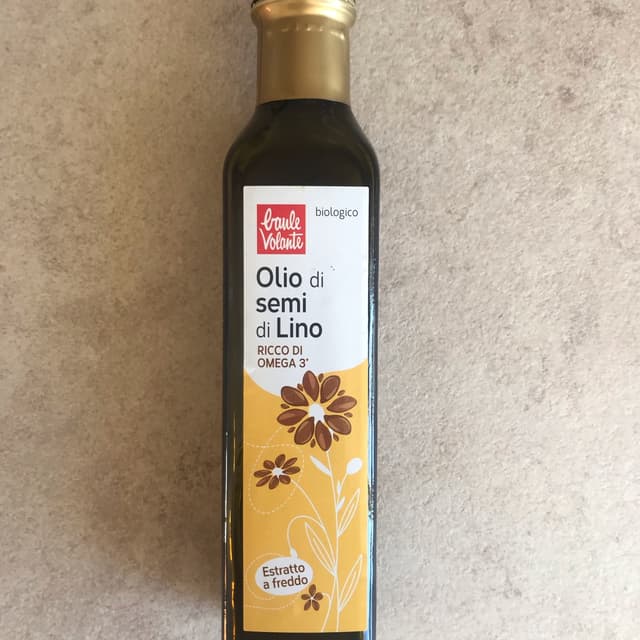 baule
volante
biologico
Olio di
semi
di Lino
RICCO DI
OMEGA 3*
Estratto
a freddo